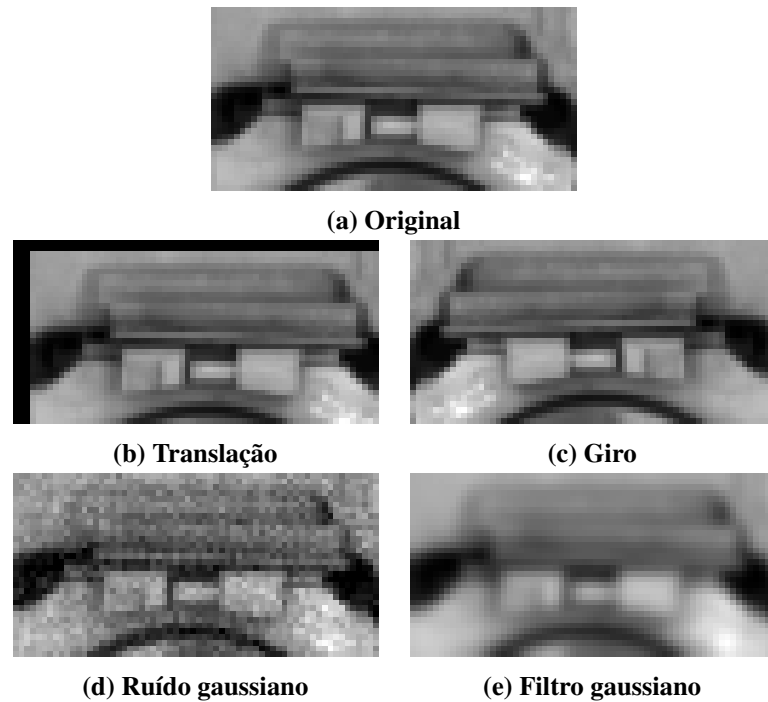 (a) Original
(b) Translação
(c) Giro
(d) Ruído gaussiano
(e) Filtro gaussiano